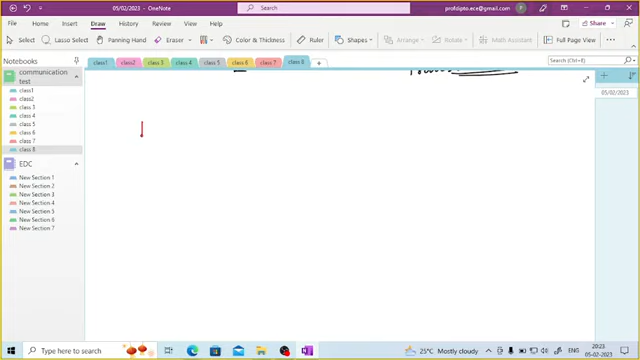 05/02/2023 - OneNote
Search
profdipto.ece@gmail.com
File Home Insert Draw History Review View Help
Share
Select Lasso Select Panning Hand Eraser Color & Thickness Shapes Arrange Rotate Math Assistant Ruler Full Page View
Notebooks
class1 class2 class 3 class 4 class 5 class 6 class 7 class 8
Search (Ctrl+E)
communication
test
class1
class2
class 3
class 4
class 5
class 6
class 7
class 8
05/02/2023
EDC
New Section 1
New Section 2
New Section 3
New Section 4
New Section 5
New Section 6
New Section 7
Type here to search
25°C Mostly cloudy
ENG
IN
20:23
05-02-2023